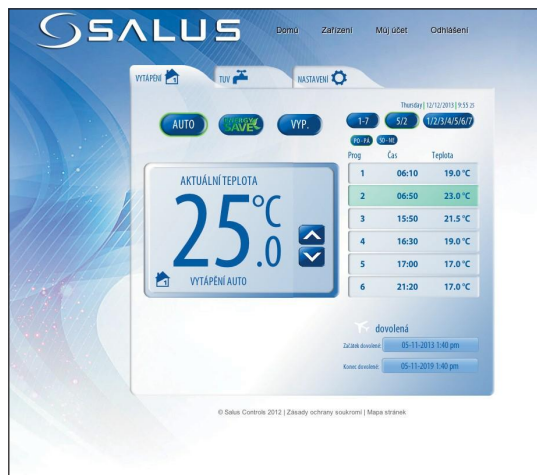 SALUS
Domů Zařízení Můj účet Odhlášení
VYTÁPĚNÍ 1 TUV NASTAVENÍ
Thursday | 12/12/2013 | 9:55 25
AUTO ENERGY SAVE VYP. 1-7 5/2 1/2/3/4/5/6/7
PO - PÁ SO - NE
Prog Čas Teplota
1 06:10 19.0 °C
2 06:50 23.0 °C
3 15:50 21.5 °C
4 16:30 19.0 °C
5 17:00 17.0 °C
6 21:20 17.0 °C
AKTUÁLNÍ TEPLOTA
25.0 °C
1 VYTÁPĚNÍ AUTO
dovolená
Začátek dovolené: 05-11-2013 1:40 pm
Konec dovolené: 05-11-2019 1:40 pm
© Salus Controls 2012 | Zásady ochrany soukromí | Mapa stránek